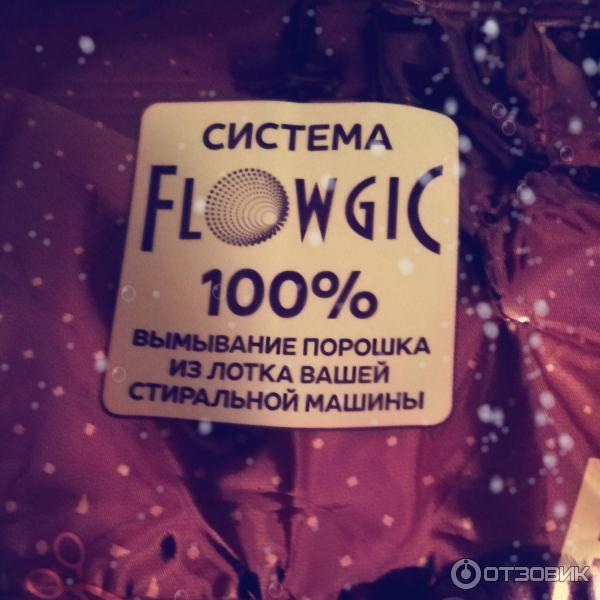 СИСТЕМА
FLOWGIC
100%
ВЫМЫВАНИЕ ПОРОШКА
ИЗ ЛОТКА ВАШЕЙ
СТИРАЛЬНОЙ МАШИНЫ
ОТЗОВИК